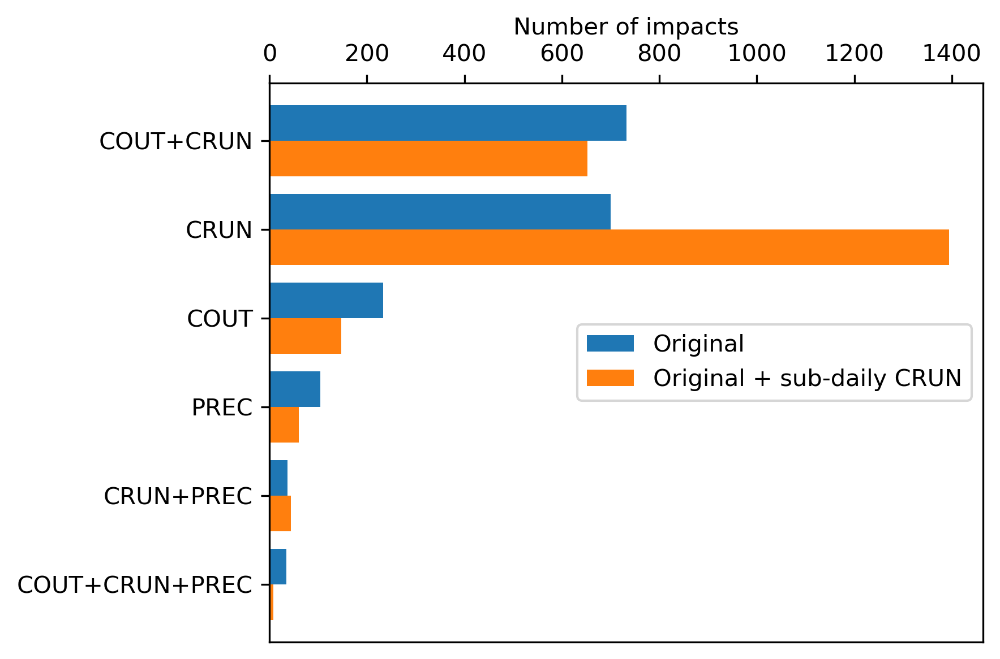 Number of impacts
0 200 400 600 800 1000 1200 1400
COUT+CRUN
CRUN
COUT
PREC
CRUN+PREC
COUT+CRUN+PREC
Original
Original + sub-daily CRUN